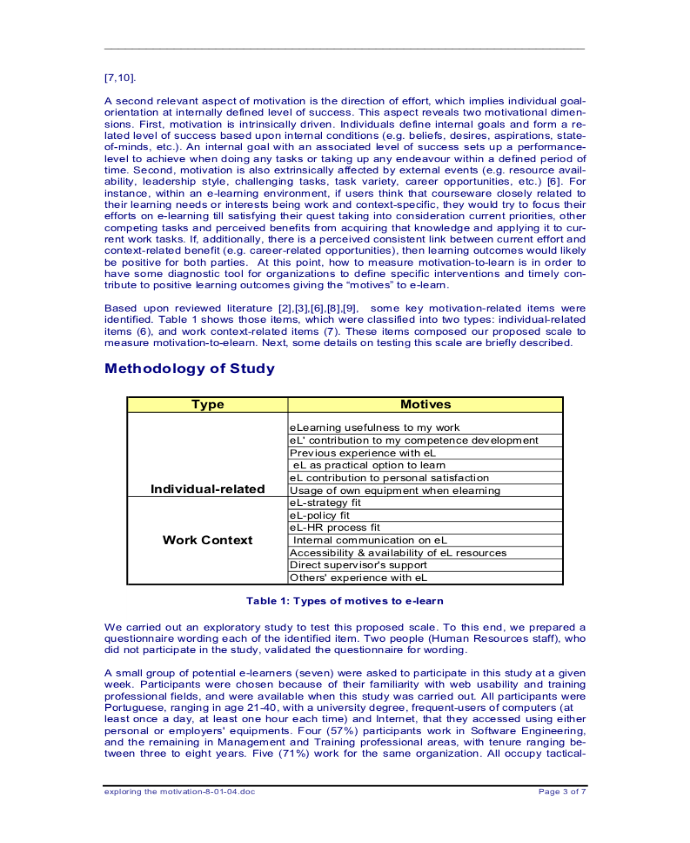 [7,10].
A second relevant aspect of motivation is the direction of effort, which implies individual goal-
orientation at internally defined level of success. This aspect reveals two motivational dimen-
sions. First, motivation is intrinsically driven. Individuals define internal goals and form a re-
lated level of success based upon internal conditions (e.g. beliefs, desires, aspirations, state-
of-minds, etc.). An internal goal with an associated level of success sets up a performance-
level to achieve when doing any tasks or taking up any endeavour within a defined period of
time. Second, motivation is also extrinsically affected by external events (e.g. resource avail-
ability, leadership style, challenging tasks, task variety, career opportunities, etc.) [6]. For
instance, within an e-learning environment, if users think that courseware closely related to
their learning needs or interests being work and context-specific, they would try to focus their
efforts on e-learning till satisfying their quest taking into consideration current priorities, other
competing tasks and perceived benefits from acquiring that knowledge and applying it to cur-
rent work tasks. If, additionally, there is a perceived consistent link between current effort and
context-related benefit (e.g. career-related opportunities), then learning outcomes would likely
be positive for both parties. At this point, how to measure motivation-to-learn is in order to
have some diagnostic tool for organizations to define specific interventions and timely con-
tribute to positive learning outcomes giving the “motives” to e-learn.
Based upon reviewed literature [2],[3],[6],[8],[9], some key motivation-related items were
identified. Table 1 shows those items, which were classified into two types: individual-related
items (6), and work context-related items (7). These items composed our proposed scale to
measure motivation-to-elearn. Next, some details on testing this scale are briefly described.
Methodology of Study
Type Motives
eLearning usefulness to my work
eL' contribution to my competence development
Previous experience with eL
eL as practical option to learn
eL contribution to personal satisfaction
Individual-related Usage of own equipment when elearning
eL-strategy fit
eL-policy fit
eL-HR process fit
Work Context Internal communication on eL
Accessibility & availability of eL resources
Direct supervisor's support
Others' experience with eL
Table 1: Types of motives to e-learn
We carried out an exploratory study to test this proposed scale. To this end, we prepared a
questionnaire wording each of the identified item. Two people (Human Resources staff), who
did not participate in the study, validated the questionnaire for wording.
A small group of potential e-learners (seven) were asked to participate in this study at a given
week. Participants were chosen because of their familiarity with web usability and training
professional fields, and were available when this study was carried out. All participants were
Portuguese, ranging in age 21-40, with a university degree, frequent-users of computers (at
least once a day, at least one hour each time) and Internet, that they accessed using either
personal or employers' equipments. Four (57%) participants work in Software Engineering,
and the remaining in Management and Training professional areas, with tenure ranging be-
tween three to eight years. Five (71%) work for the same organization. All occupy tactical-
exploring the motivation-8-01-04.doc Page 3 of 7